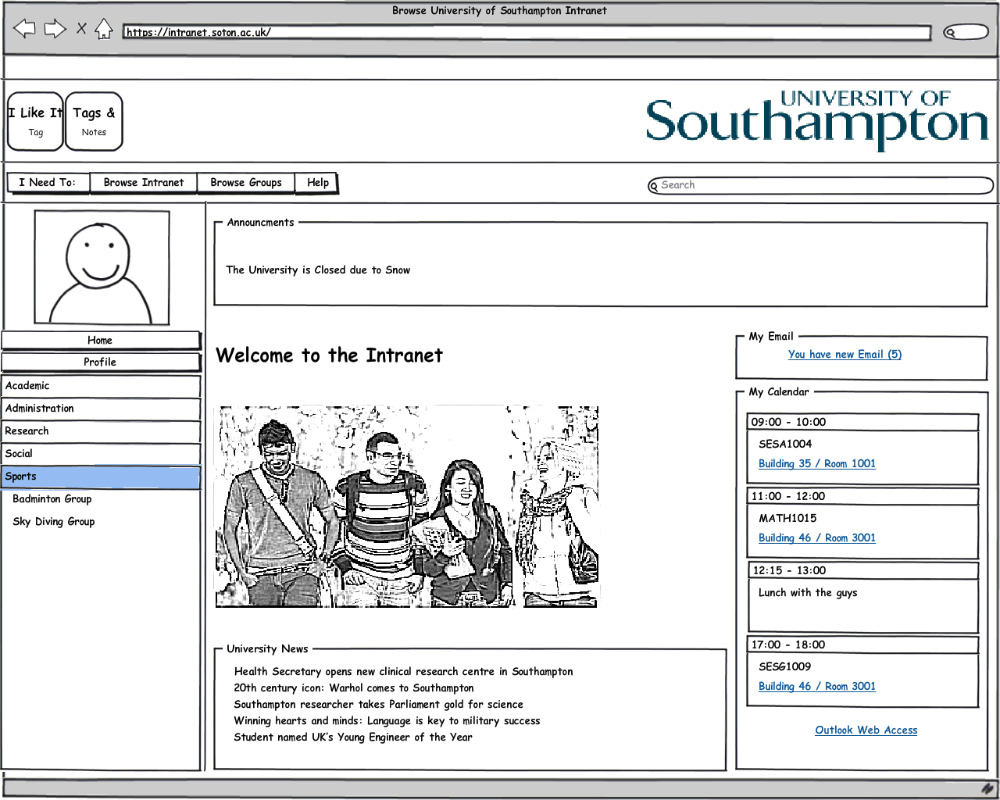 Browse University of Southampton Intranet
https://intranet.soton.ac.uk/
I Like It
Tag
Tags &
Notes
UNIVERSITY OF
Southampton
I Need To:
Browse Intranet
Browse Groups
Help
Search
Home
Profile
Academic
Administration
Research
Social
Sports
Badminton Group
Sky Diving Group
Announcments
The University is Closed due to Snow
Welcome to the Intranet
University News
Health Secretary opens new clinical research centre in Southampton
20th century icon: Warhol comes to Southampton
Southampton researcher takes Parliament gold for science
Winning hearts and minds: Language is key to military success
Student named UK's Young Engineer of the Year
My Email
You have new Email (5)
My Calendar
09:00 - 10:00
SESA1004
Building 35 / Room 1001
11:00 - 12:00
MATH1015
Building 46 / Room 3001
12:15 - 13:00
Lunch with the guys
17:00 - 18:00
SESG1009
Building 46 / Room 3001
Outlook Web Access